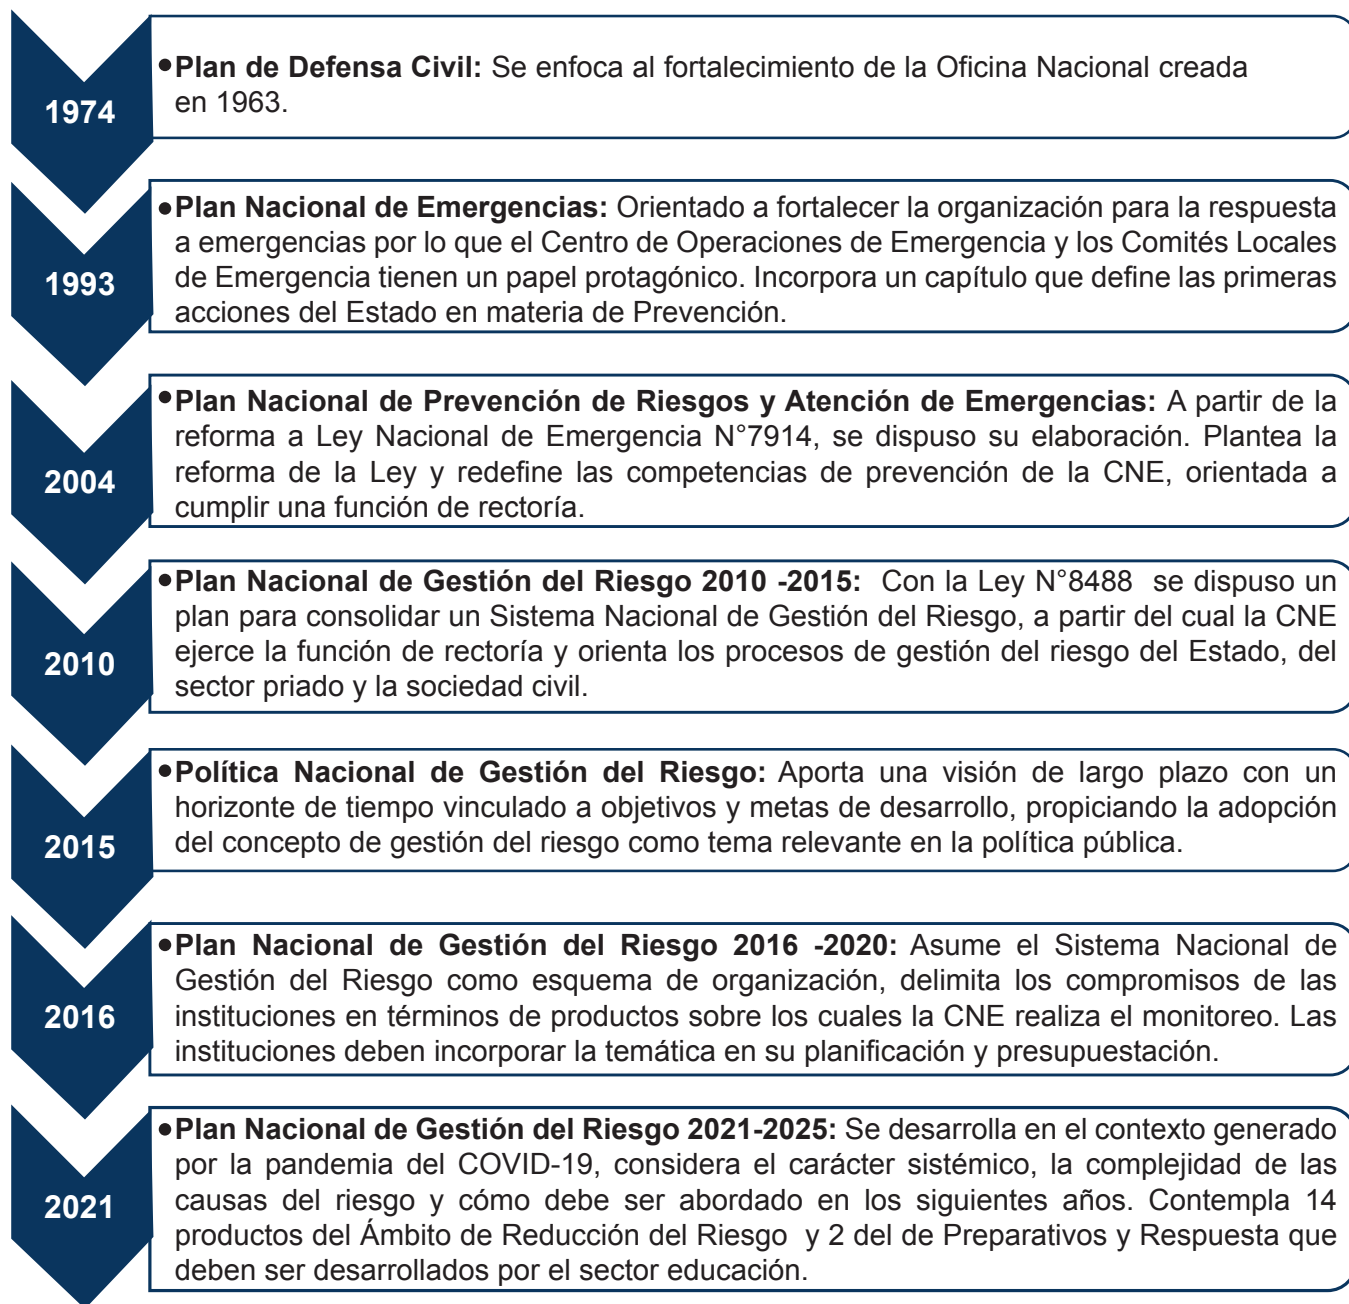 1974
•Plan de Defensa Civil: Se enfoca al fortalecimiento de la Oficina Nacional creada
en 1963.
1993
•Plan Nacional de Emergencias: Orientado a fortalecer la organización para la respuesta
a emergencias por lo que el Centro de Operaciones de Emergencia y los Comités Locales
de Emergencia tienen un papel protagónico. Incorpora un capítulo que define las primeras
acciones del Estado en materia de Prevención.
2004
•Plan Nacional de Prevención de Riesgos y Atención de Emergencias: A partir de la
reforma a Ley Nacional de Emergencia N°7914, se dispuso su elaboración. Plantea la
reforma de la Ley y redefine las competencias de prevención de la CNE, orientada a
cumplir una función de rectoría.
2010
•Plan Nacional de Gestión del Riesgo 2010 -2015: Con la Ley N°8488 se dispuso un
plan para consolidar un Sistema Nacional de Gestión del Riesgo, a partir del cual la CNE
ejerce la función de rectoría y orienta los procesos de gestión del riesgo del Estado, del
sector priado y la sociedad civil.
2015
•Política Nacional de Gestión del Riesgo: Aporta una visión de largo plazo con un
horizonte de tiempo vinculado a objetivos y metas de desarrollo, propiciando la adopción
del concepto de gestión del riesgo como tema relevante en la política pública.
2016
•Plan Nacional de Gestión del Riesgo 2016 -2020: Asume el Sistema Nacional de
Gestión del Riesgo como esquema de organización, delimita los compromisos de las
instituciones en términos de productos sobre los cuales la CNE realiza el monitoreo. Las
instituciones deben incorporar la temática en su planificación y presupuestación.
2021
•Plan Nacional de Gestión del Riesgo 2021-2025: Se desarrolla en el contexto generado
por la pandemia del COVID-19, considera el carácter sistémico, la complejidad de las
causas del riesgo y cómo debe ser abordado en los siguientes años. Contempla 14
productos del Ámbito de Reducción del Riesgo y 2 del de Preparativos y Respuesta que
deben ser desarrollados por el sector educación.